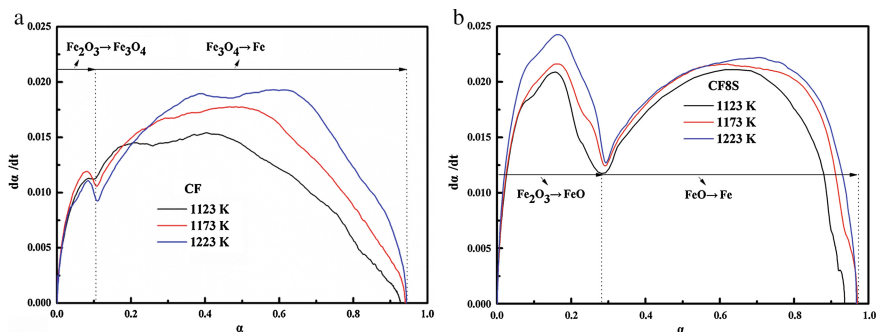 a
Fe₂O₃→Fe₃O₄
Fe₃O₄→Fe
0.025
0.020
0.015
0.010
0.005
0.000
dα /dt
CF
1123 K
1173 K
1223 K
0.0 0.2 0.4 0.6 0.8 1.0
α
b
0.025
0.020
0.015
0.010
0.005
0.000
dα /dt
CF8S
1123 K
1173 K
1223 K
Fe₂O₃→FeO
FeO→Fe
0.0 0.2 0.4 0.6 0.8 1.0
α